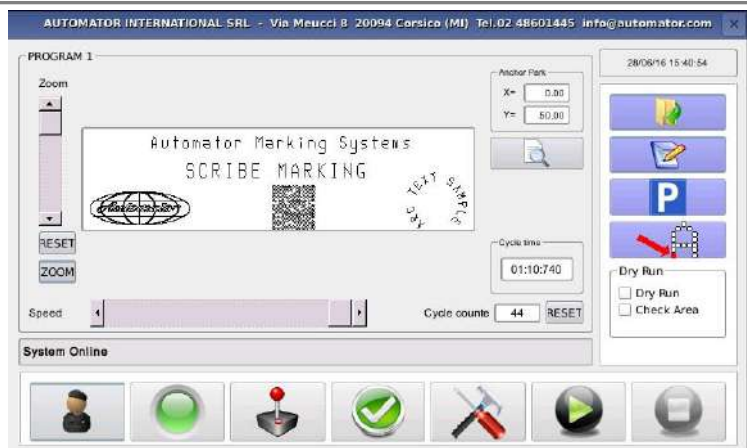 AUTOMATOR INTERNATIONAL SRL - Via Meucci 8 20094 Corsico (MI) Tel.02 48601445 info@automator.com
PROGRAM 1
28/06/16 15:40:54
Zoom
Anchor Park
X= 0.00
Y= 50.00
Automator Marking Systems
SCRIBE MARKING
ARC TEXT SAMPLE
Automator
P
A
RESET
ZOOM
Cycle time
01:10:740
Dry Run
Dry Run
Check Area
Speed
Cycle counte 44 RESET
System Online